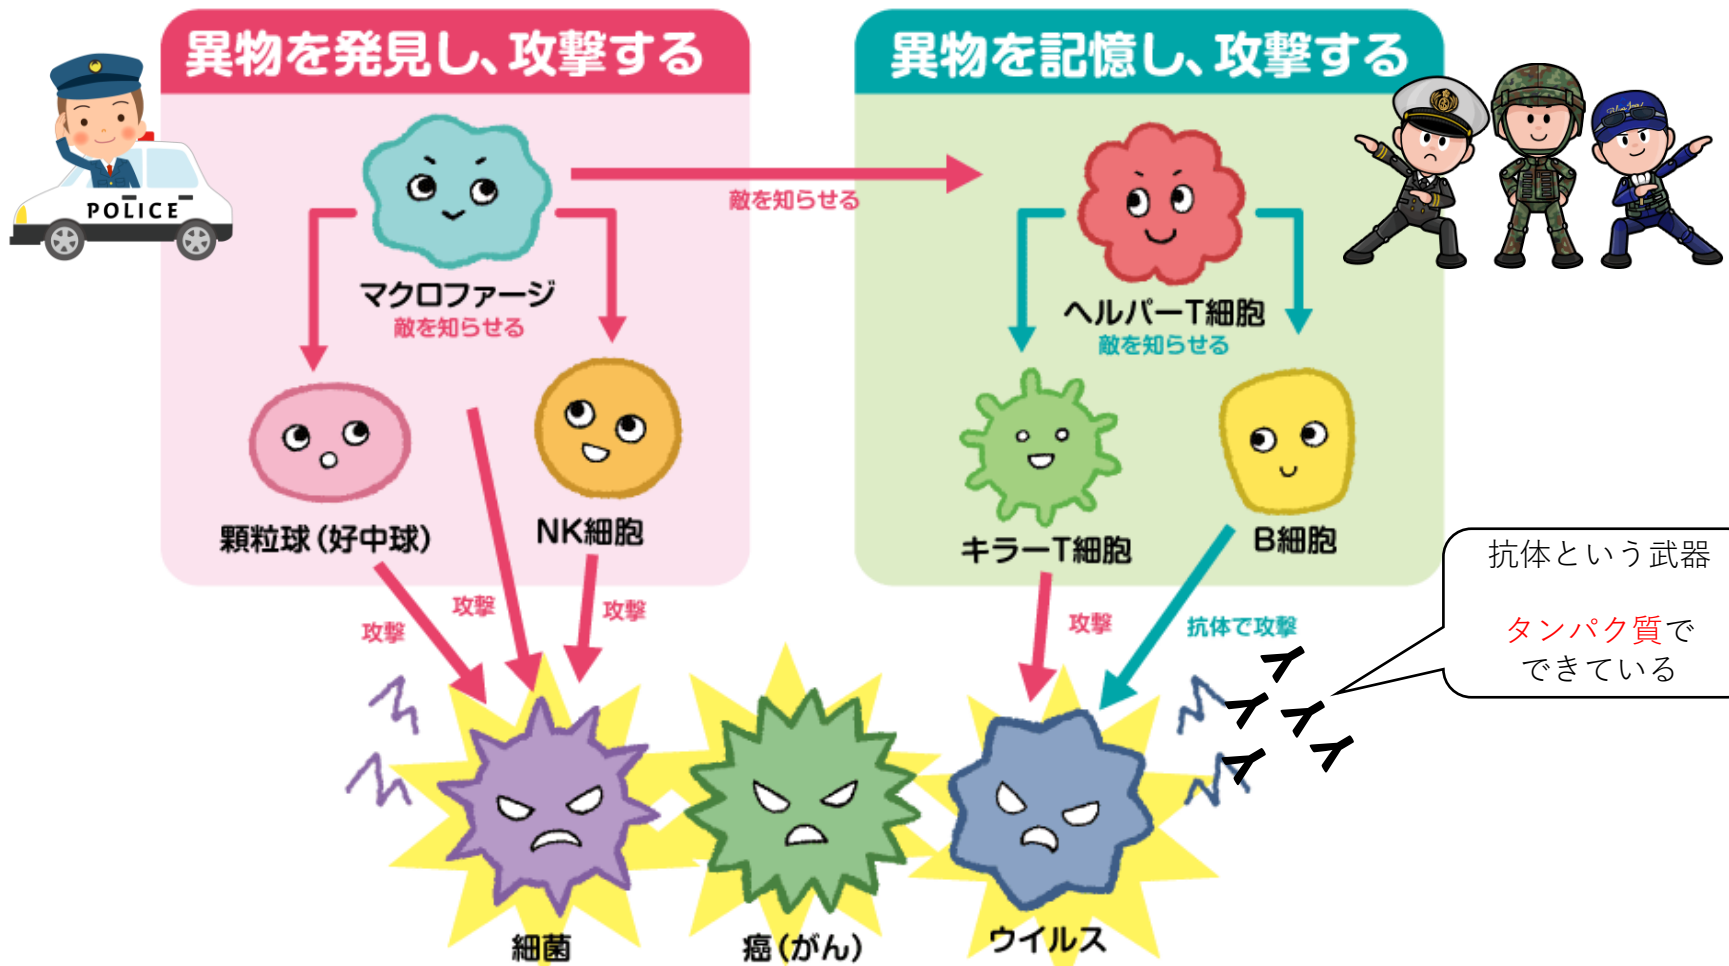 異物を発見し、攻撃する
異物を記憶し、攻撃する
POLICE
敵を知らせる
マクロファージ
敵を知らせる
ヘルパーT細胞
敵を知らせる
顆粒球(好中球)
NK細胞
キラーT細胞
B細胞
抗体という武器
タンパク質で
できている
攻撃
攻撃
攻撃
攻撃
抗体で攻撃
細菌
癌(がん)
ウイルス